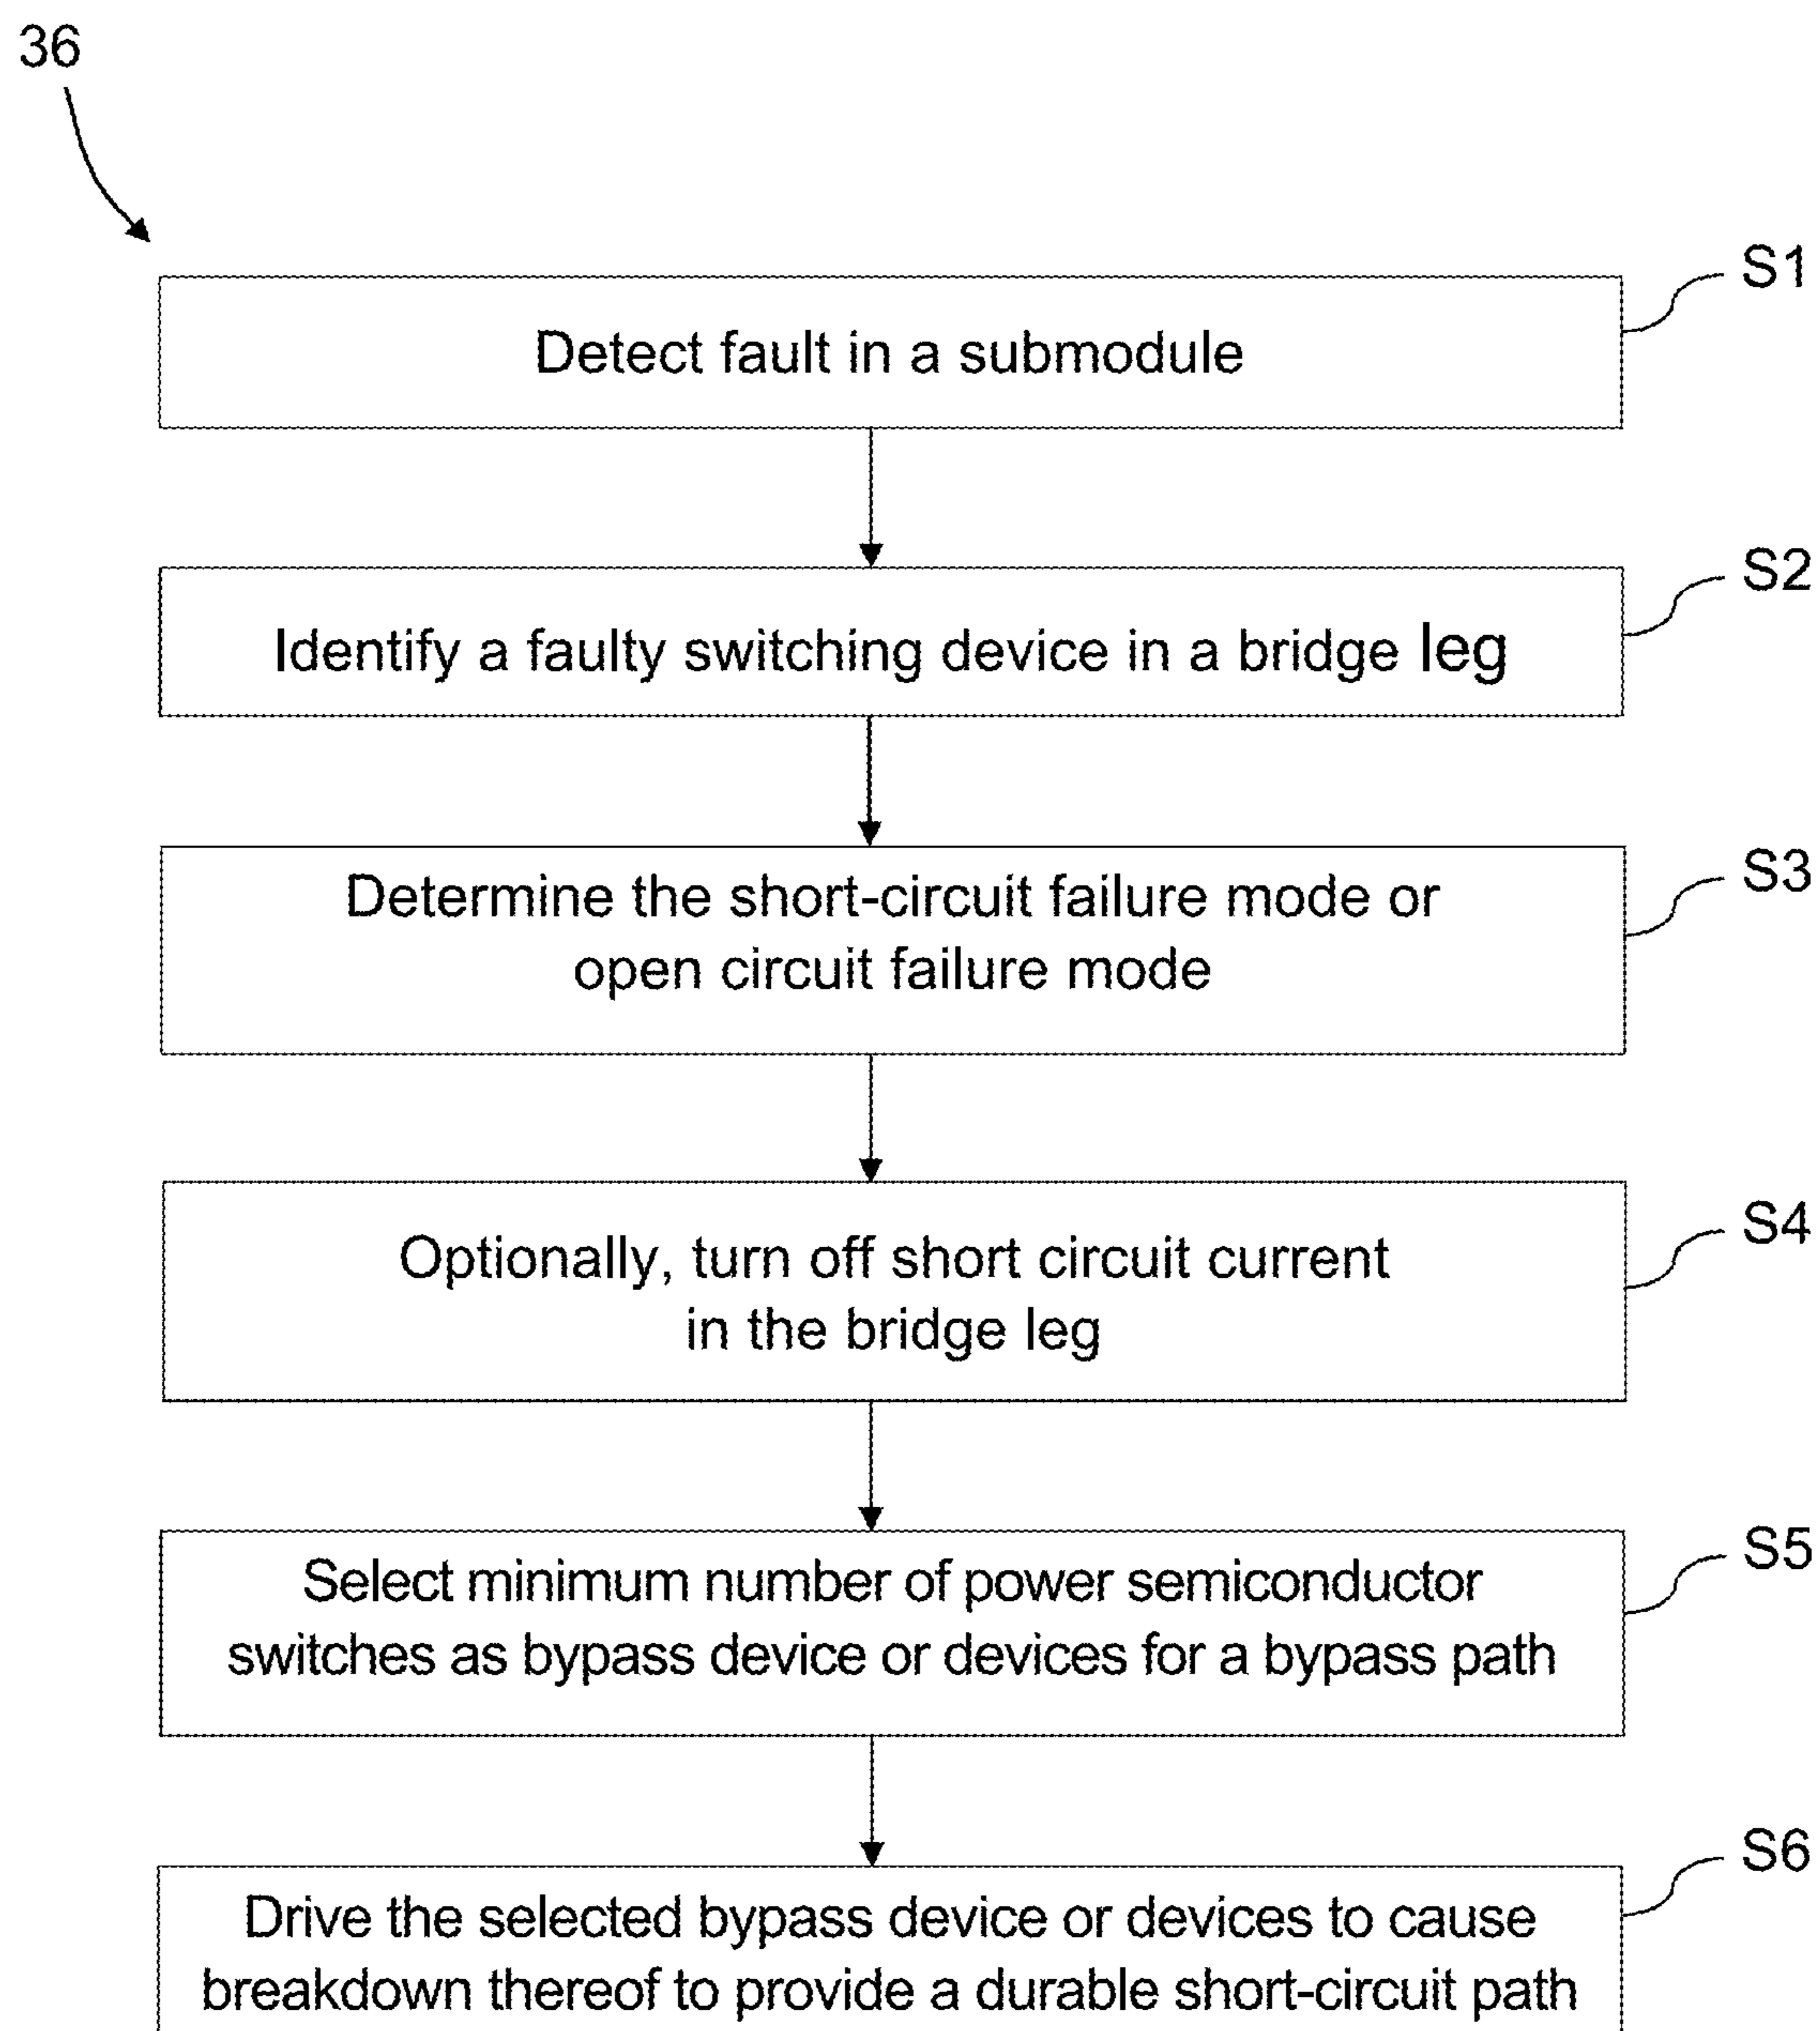 36
S1
Detect fault in a submodule
S2
Identify a faulty switching device in a bridge leg
S3
Determine the short-circuit failure mode or
open circuit failure mode
S4
Optionally, turn off short circuit current
in the bridge leg
S5
Select minimum number of power semiconductor
switches as bypass device or devices for a bypass path
S6
Drive the selected bypass device or devices to cause
breakdown thereof to provide a durable short-circuit path